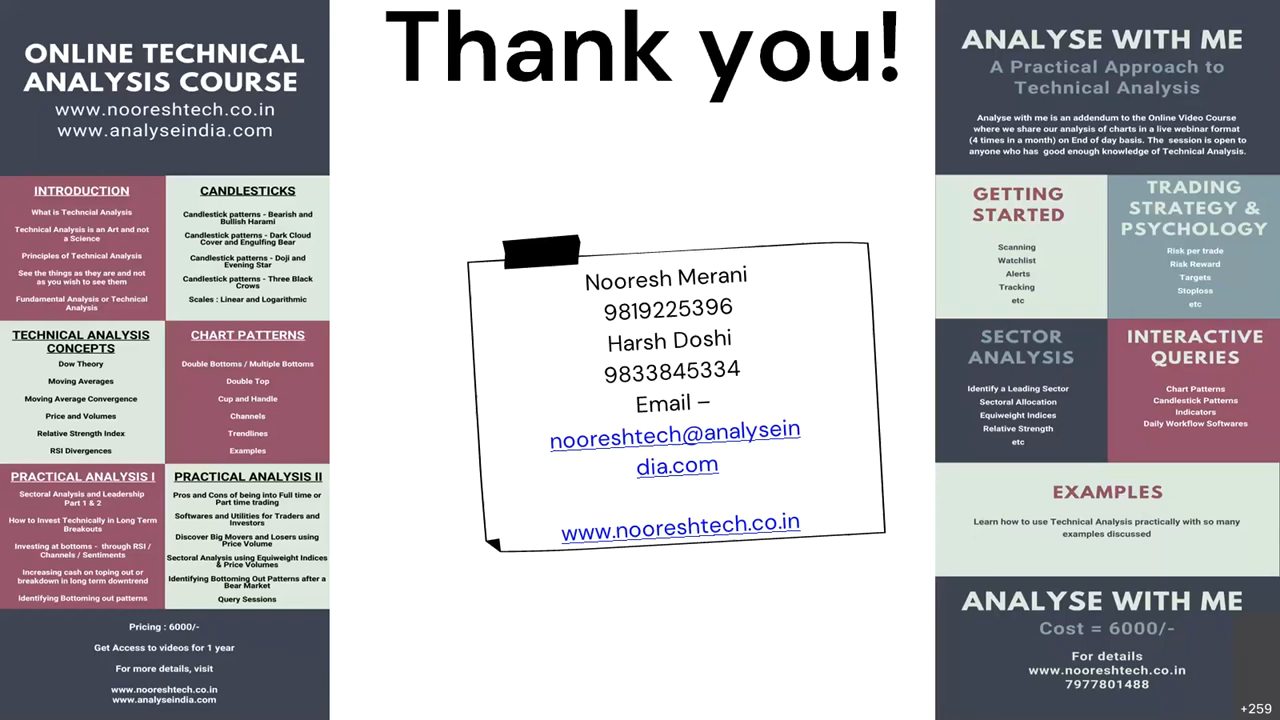 ONLINE TECHNICAL
ANALYSIS COURSE
www.nooreshtech.co.in
www.analyseindia.com
INTRODUCTION
What is Techncial Analysis
Technical Analysis is an Art and not
a Science
Principles of Technical Analysis
See the things as they are and not
as you wish to see them
Fundamental Analysis or Technical
Analysis
CANDLESTICKS
Candlestick patterns - Bearish and
Bullish Harami
Candlestick patterns - Dark Cloud
Cover and Engulfing Bear
Candlestick patterns - Doji and
Evening Star
Candlestick patterns - Three Black
Crows
Scales : Linear and Logarithmic
TECHNICAL ANALYSIS
CONCEPTS
Dow Theory
Moving Averages
Moving Average Convergence
Price and Volumes
Relative Strength Index
RSI Divergences
CHART PATTERNS
Double Bottoms / Multiple Bottoms
Double Top
Cup and Handle
Channels
Trendlines
Examples
PRACTICAL ANALYSIS I
Sectoral Analysis and Leadership
Part 1 & 2
How to Invest Technically in Long Term
Breakouts
Investing at bottoms - through RSI /
Channels / Sentiments
Increasing cash on toping out or
breakdown in long term downtrend
Identifying Bottoming out patterns
PRACTICAL ANALYSIS II
Pros and Cons of being into Full time or
Part time trading
Softwares and Utilities for Traders and
Investors
Discover Big Movers and Losers using
Price Volume
Sectoral Analysis using Equiweight Indices
& Price Volumes
Identifying Bottoming Out Patterns after a
Bear Market
Query Sessions
Pricing : 6000/-
Get Access to videos for 1 year
For more details, visit
www.nooreshtech.co.in
www.analyseindia.com
Thank you!
Nooresh Merani
9819225396
Harsh Doshi
9833845334
Email –
nooreshtech@analysein
dia.com
www.nooreshtech.co.in
ANALYSE WITH ME
A Practical Approach to
Technical Analysis
Analyse with me is an addendum to the Online Video Course
where we share our analysis of charts in a live webinar format
(4 times in a month) on End of day basis. The session is open to
anyone who has good enough knowledge of Technical Analysis.
GETTING
STARTED
Scanning
Watchlist
Alerts
Tracking
etc
TRADING
STRATEGY &
PSYCHOLOGY
Risk per trade
Risk Reward
Targets
Stoploss
etc
SECTOR
ANALYSIS
Identify a Leading Sector
Sectoral Allocation
Equiweight Indices
Relative Strength
etc
INTERACTIVE
QUERIES
Chart Patterns
Candlestick Patterns
Indicators
Daily Workflow Softwares
EXAMPLES
Learn how to use Technical Analysis practically with so many
examples discussed
ANALYSE WITH ME
Cost = 6000/-
For details
www.nooreshtech.co.in
7977801488
+259